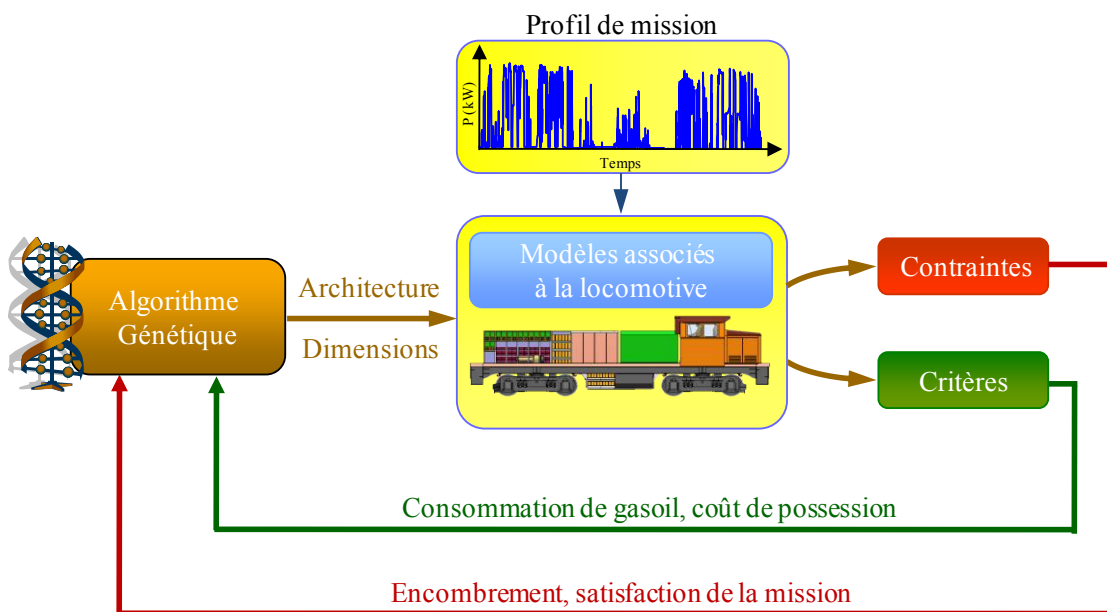 Profil de mission
P (kW)
Temps
Modèles associés
à la locomotive
Algorithme
Génétique
Architecture
Dimensions
Contraintes
Critères
Consommation de gasoil, coût de possession
Encombrement, satisfaction de la mission